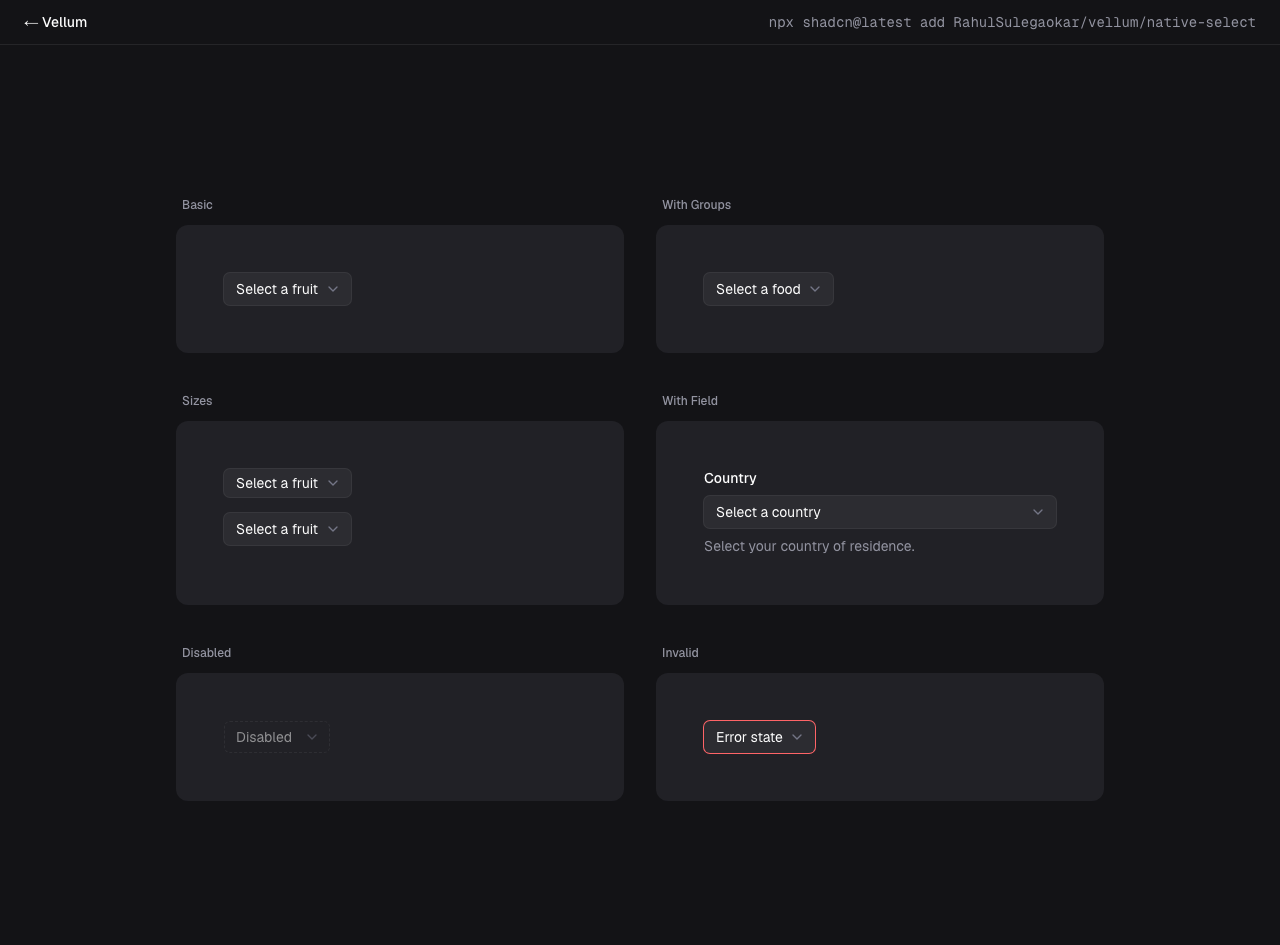 ← Vellum
npx shadcn@latest add RahulSulegaokar/vellum/native-select
Basic
Select a fruit
With Groups
Select a food
Sizes
Select a fruit
Select a fruit
With Field
Country
Select a country
Select your country of residence.
Disabled
Disabled
Invalid
Error state